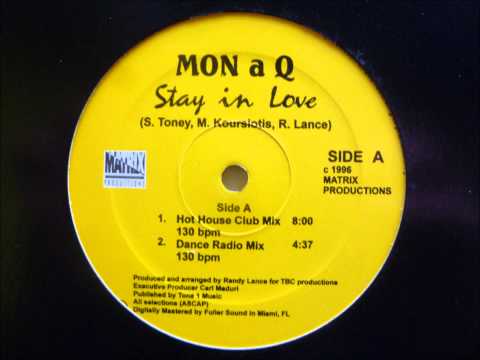 MON a Q
Stay in Love
(S. Toney, M. Koursiotis, R. Lance)
SIDE A
c 1996
MATRIX
PRODUCTIONS
MATRIX
PRODUCTIONS
Side A
1. Hot House Club Mix 8:00
130 bpm
2. Dance Radio Mix 4:37
130 bpm
Produced and arranged by Randy Lance for TBC productions
Executive Producer Carl Maduri
Published by Tone 1 Music
All selections (ASCAP)
Digitally Mastered by Fuller Sound in Miami, FL